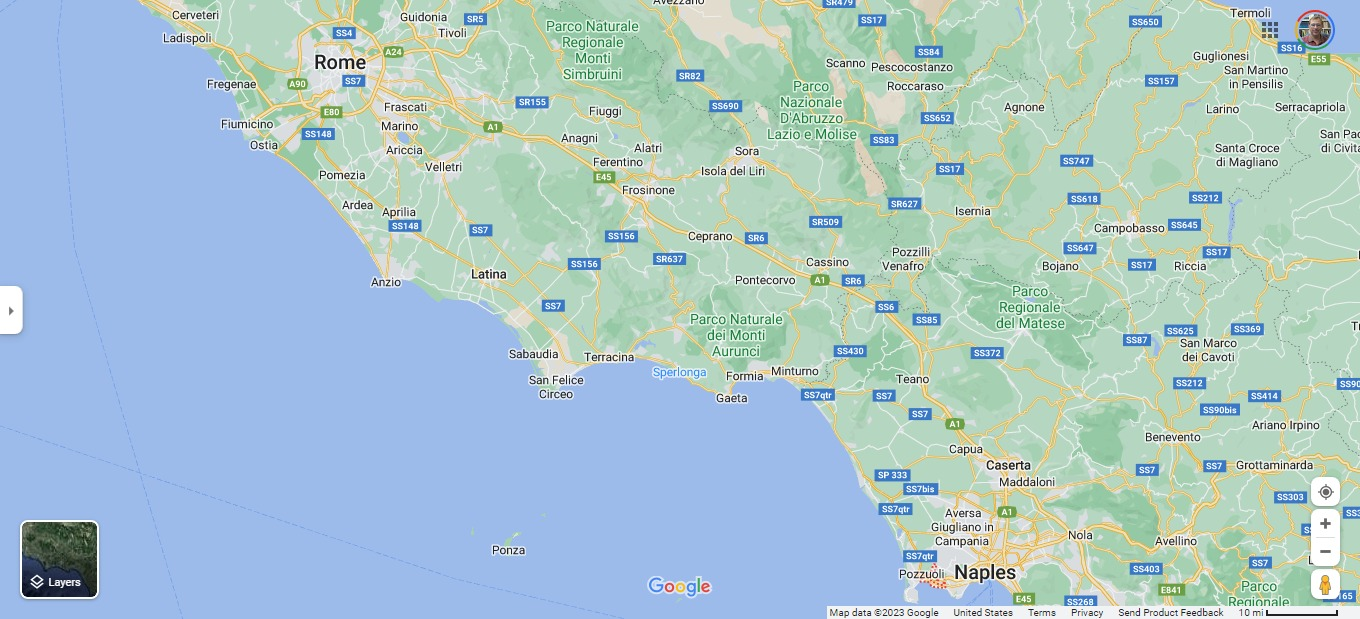 Cerveteri
Ladispoli
Guidonia
SR5
Tivoli
SS4
A24
Rome
SS7
A90
Fregenae
E80
Frascati
Fiumicino
SS148
Marino
Ostia
Ariccia
Velletri
Pomezia
Ardea
Aprilia
SS148
SS7
Anzio
Latina
SS7
Avezzano
SR479
SS17
Parco Naturale
Regionale
Monti
Simbruini
SR82
SR155
Fiuggi
SS690
A1
Anagni
Alatri
Ferentino
E45
Frosinone
Sora
Isola del Liri
Scanno
SS84
Pescocostanzo
Roccaraso
Parco
Nazionale
D'Abruzzo
Lazio e Molise
SS652
SS83
SS17
SR627
SR509
SS156
Ceprano
SR6
SS156
SR637
Pontecorvo
Cassino
A1
SR6
Pozzilli
Venafro
SS6
SS85
Isernia
Agnone
SS650
Termoli
SS16
E55
Guglionesi
SS157
San Martino
in Pensilis
Larino
Serracapriola
San Pao
di Civita
Santa Croce
di Magliano
SS747
SS618
SS212
Campobasso
SS645
SS647
Bojano
SS17
Riccia
SS17
Parco
Regionale
del Matese
Parco Naturale
dei Monti
Aurunci
SS430
SS372
SS87
SS625
SS369
San Marco
dei Cavoti
SS212
SS414
SS90
SS90bis
Ariano Irpino
Benevento
Sabaudia
Terracina
San Felice
Circeo
Sperlonga
Formia
Gaeta
Minturno
SS7qtr
SS7
Teano
SS7
A1
Capua
Caserta
Maddaloni
SS7
SS7
Grottaminarda
SS303
SP 333
SS7bis
SS7qtr
Aversa
A1
Giugliano in
Campania
Nola
Avellino
SS7qtr
Pozzuoli
Naples
SS403
SS7
E841
E45
SS268
Parco
Regionale
165
Ponza
Layers
Google
Map data ©2023 Google
United States
Terms
Privacy
Send Product Feedback
10 mi